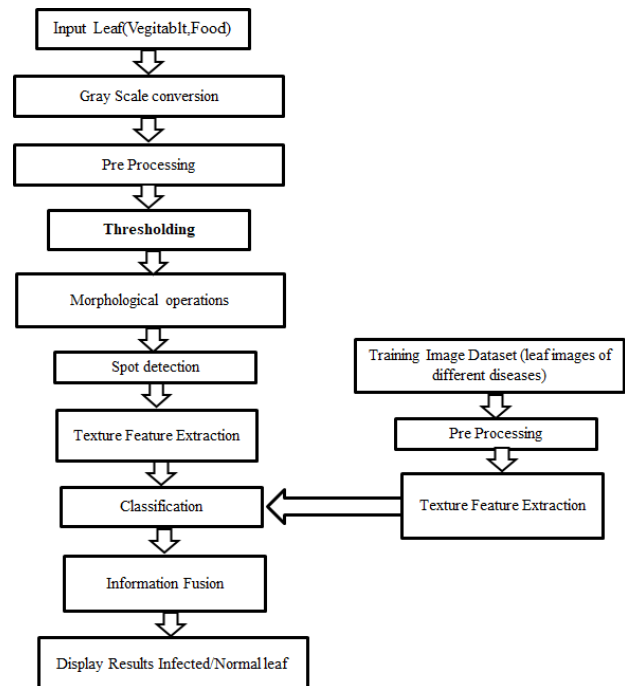 Input Leaf(Vegitablt,Food)
Gray Scale conversion
Pre Processing
Thresholding
Morphological operations
Spot detection
Texture Feature Extraction
Classification
Information Fusion
Display Results Infected/Normal leaf
Training Image Dataset (leaf images of
different diseases)
Pre Processing
Texture Feature Extraction